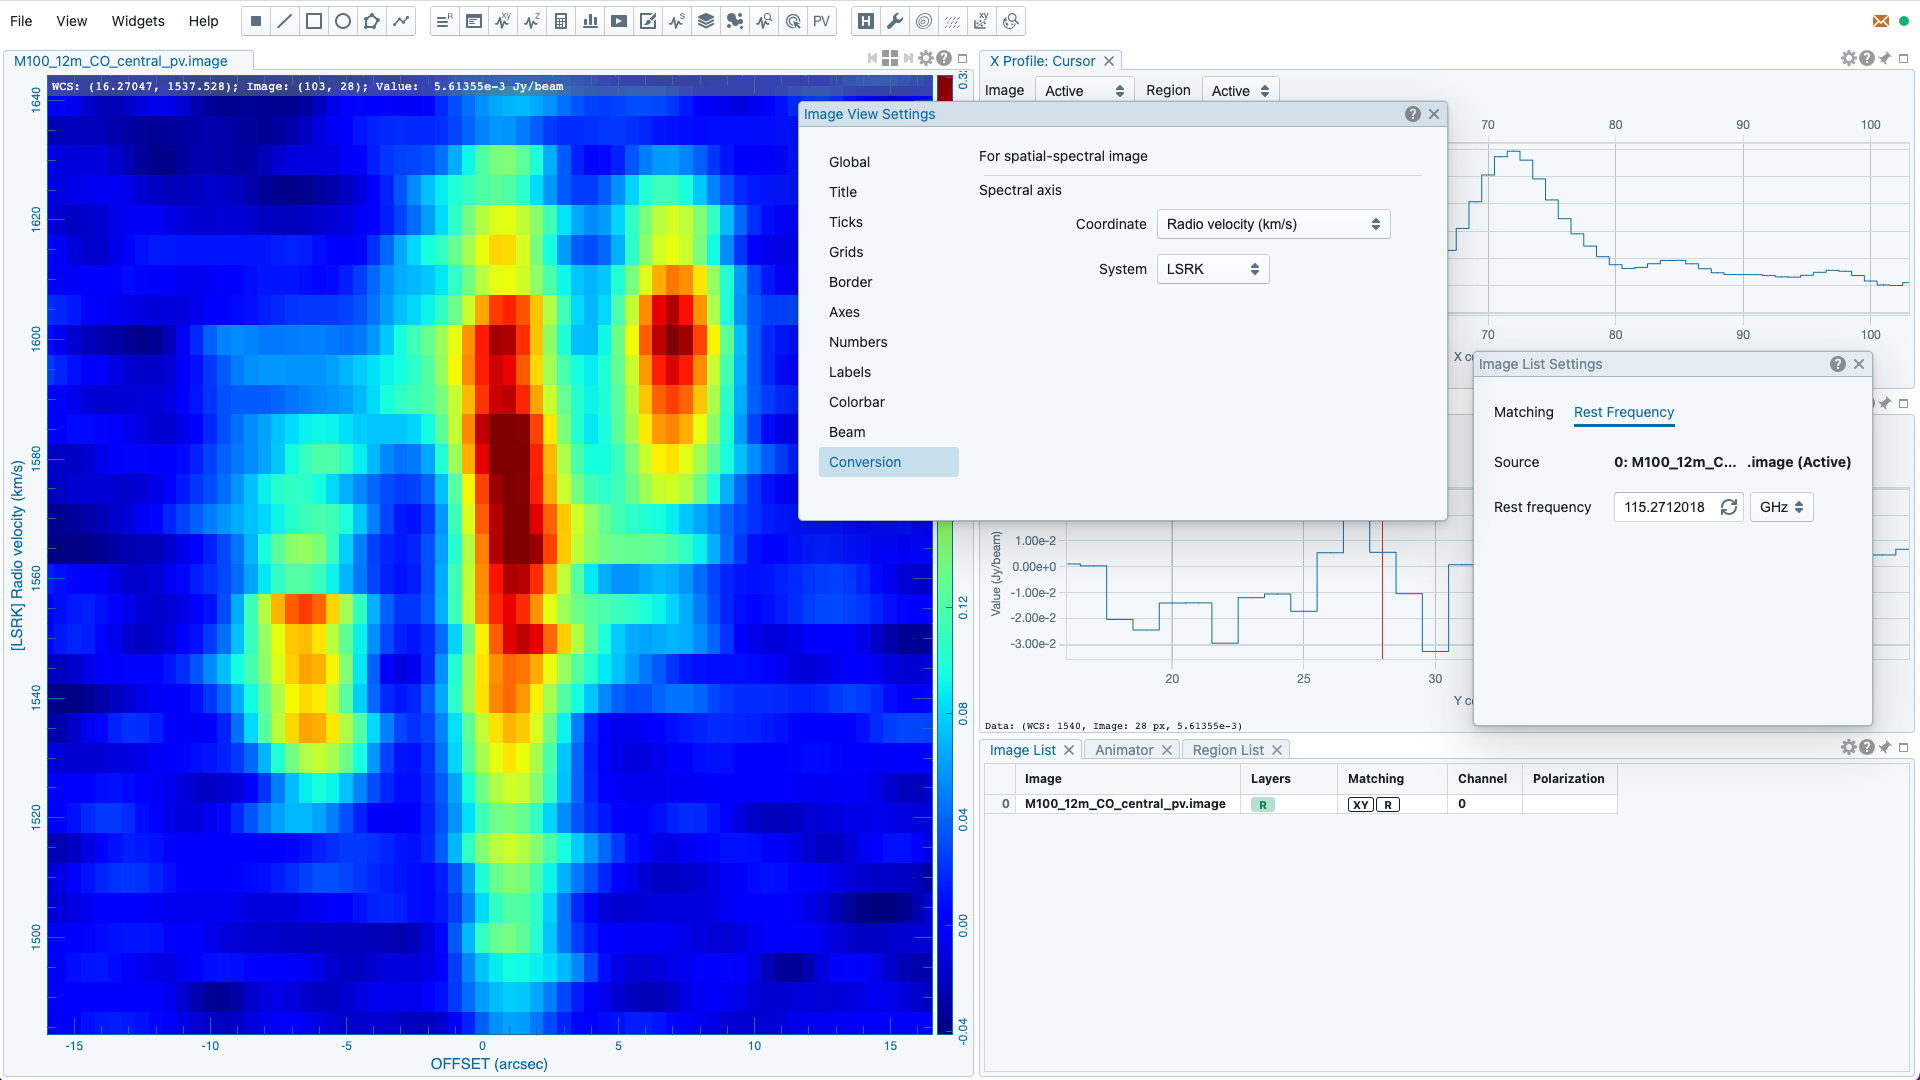 File View Widgets Help
R XY Z S PV H xy
M100_12m_CO_central_pv.image
WCS: (16.27047, 1537.528); Image: (103, 28); Value: 5.61355e-3 Jy/beam
1640
1620
1600
1580
1560
1540
1520
1500
[LSRK] Radio velocity (km/s)
-15 -10 -5 0 5 10 15
OFFSET (arcsec)
0.12
0.08
0.04
0.00
-0.04
X Profile: Cursor
Image Active Region Active
70 80 90 100
70 80 90 100
Image View Settings
Global
Title
Ticks
Grids
Border
Axes
Numbers
Labels
Colorbar
Beam
Conversion
For spatial-spectral image
Spectral axis
Coordinate Radio velocity (km/s)
System LSRK
Image List Settings
Matching Rest Frequency
Source 0: M100_12m_C... .image (Active)
Rest frequency 115.2712018 GHz
Value (Jy/beam)
1.00e-2
0.00e+0
-1.00e-2
-2.00e-2
-3.00e-2
20 25 30
Data: (WCS: 1540, Image: 28 px, 5.61355e-3)
Image List Animator Region List
Image Layers Matching Channel Polarization
0 M100_12m_CO_central_pv.image R XY R 0